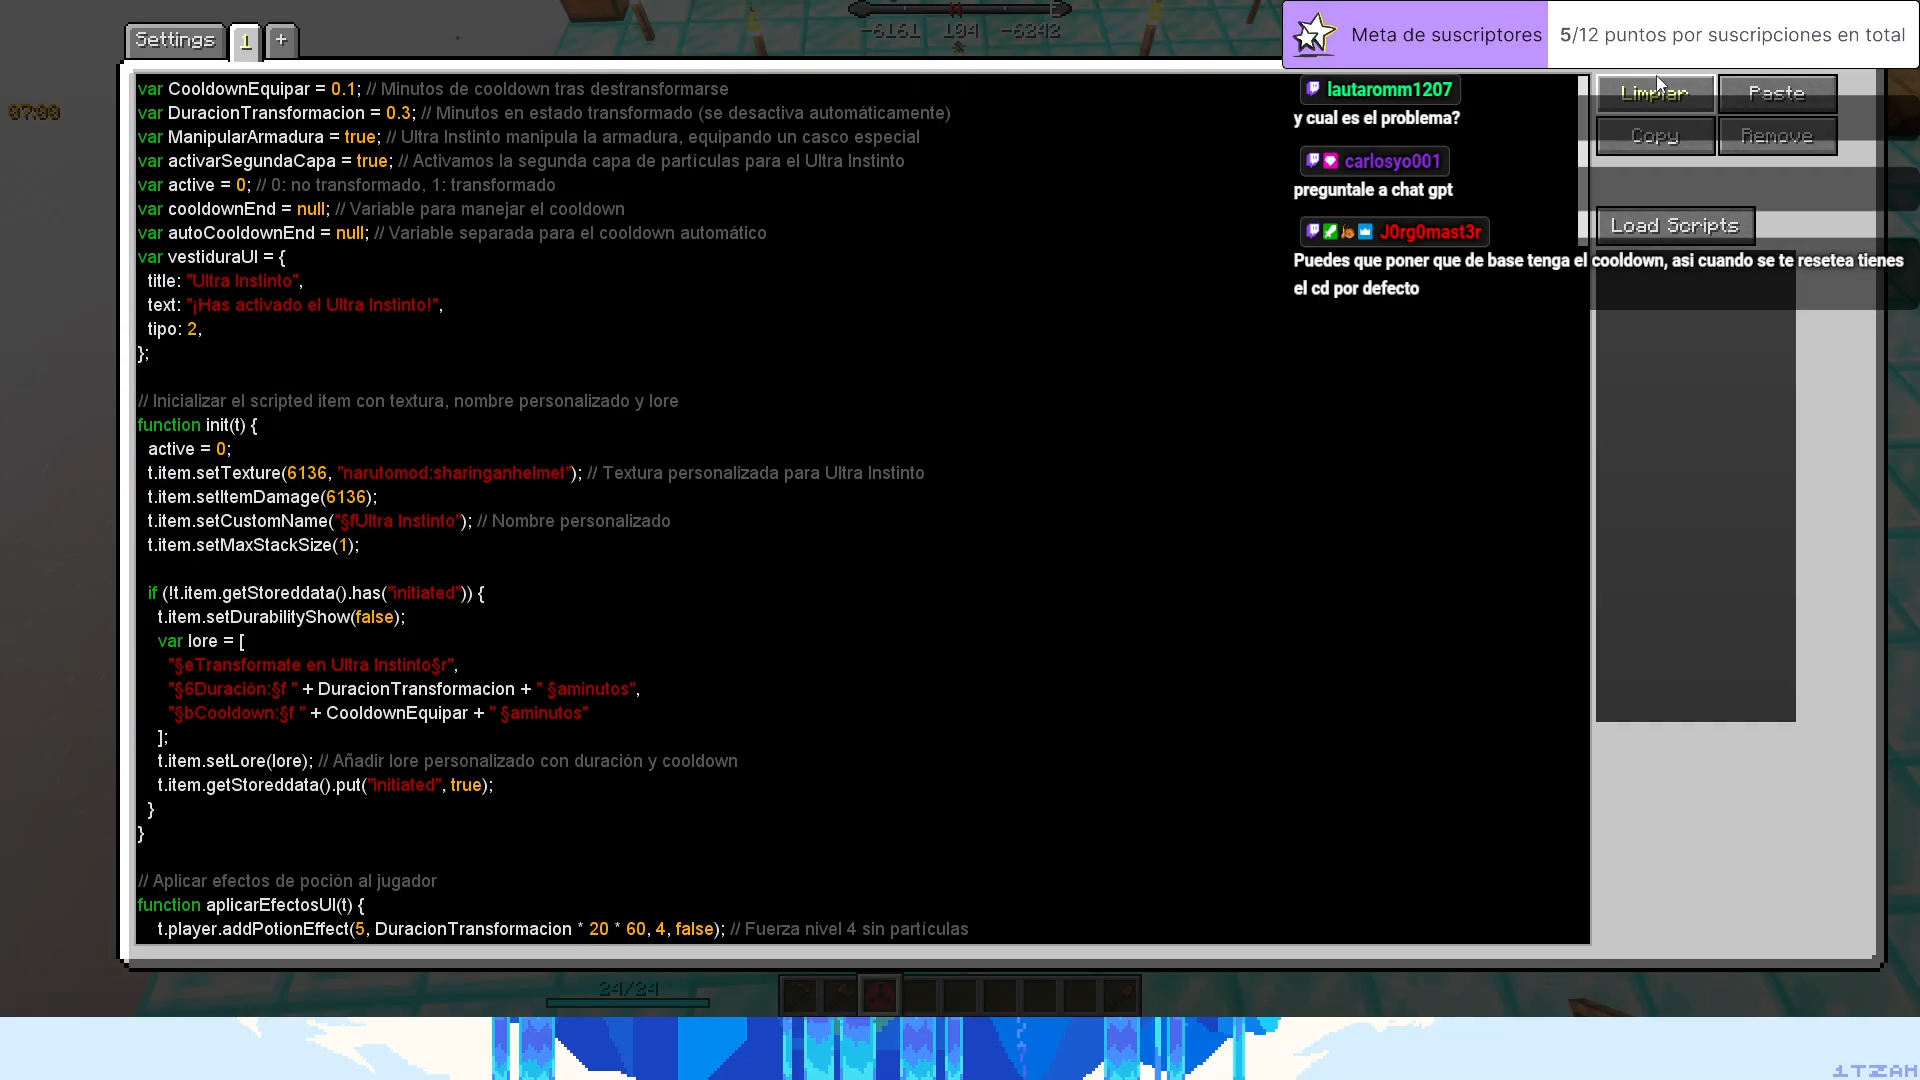 -6161 104 -6242
Settings 1 +
Meta de suscriptores 5/12 puntos por suscripciones en total
07:00
var CooldownEquipar = 0.1; // Minutos de cooldown tras destransformarse
var DuracionTransformacion = 0.3; // Minutos en estado transformado (se desactiva automáticamente)
var ManipularArmadura = true; // Ultra Instinto manipula la armadura, equipando un casco especial
var activarSegundaCapa = true; // Activamos la segunda capa de partículas para el Ultra Instinto
var active = 0; // 0: no transformado, 1: transformado
var cooldownEnd = null; // Variable para manejar el cooldown
var autoCooldownEnd = null; // Variable separada para el cooldown automático
var vestiduraUI = {
title: "Ultra Instinto",
text: "¡Has activado el Ultra Instinto!",
tipo: 2,
};
// Inicializar el scripted item con textura, nombre personalizado y lore
function init(t) {
active = 0;
t.item.setTexture(6136, "narutomod:sharinganhelmet"); // Textura personalizada para Ultra Instinto
t.item.setItemDamage(6136);
t.item.setCustomName("§fUltra Instinto"); // Nombre personalizado
t.item.setMaxStackSize(1);
if (!t.item.getStoreddata().has("initiated")) {
t.item.setDurabilityShow(false);
var lore = [
"§eTransformate en Ultra Instinto§r",
"§6Duración:§f " + DuracionTransformacion + " §aminutos",
"§bCooldown:§f " + CooldownEquipar + " §aminutos"
];
t.item.setLore(lore); // Añadir lore personalizado con duración y cooldown
t.item.getStoreddata().put("initiated", true);
}
}
// Aplicar efectos de poción al jugador
function aplicarEfectosUI(t) {
t.player.addPotionEffect(5, DuracionTransformacion * 20 * 60, 4, false); // Fuerza nivel 4 sin partículas
lautaromm1207
y cual es el problema?
carlosyo001
preguntale a chat gpt
J0rg0mast3r
Puedes que poner que de base tenga el cooldown, asi cuando se te resetea tienes
el cd por defecto
Limpiar Paste
Copy Remove
Load Scripts
24/24
1TZAM